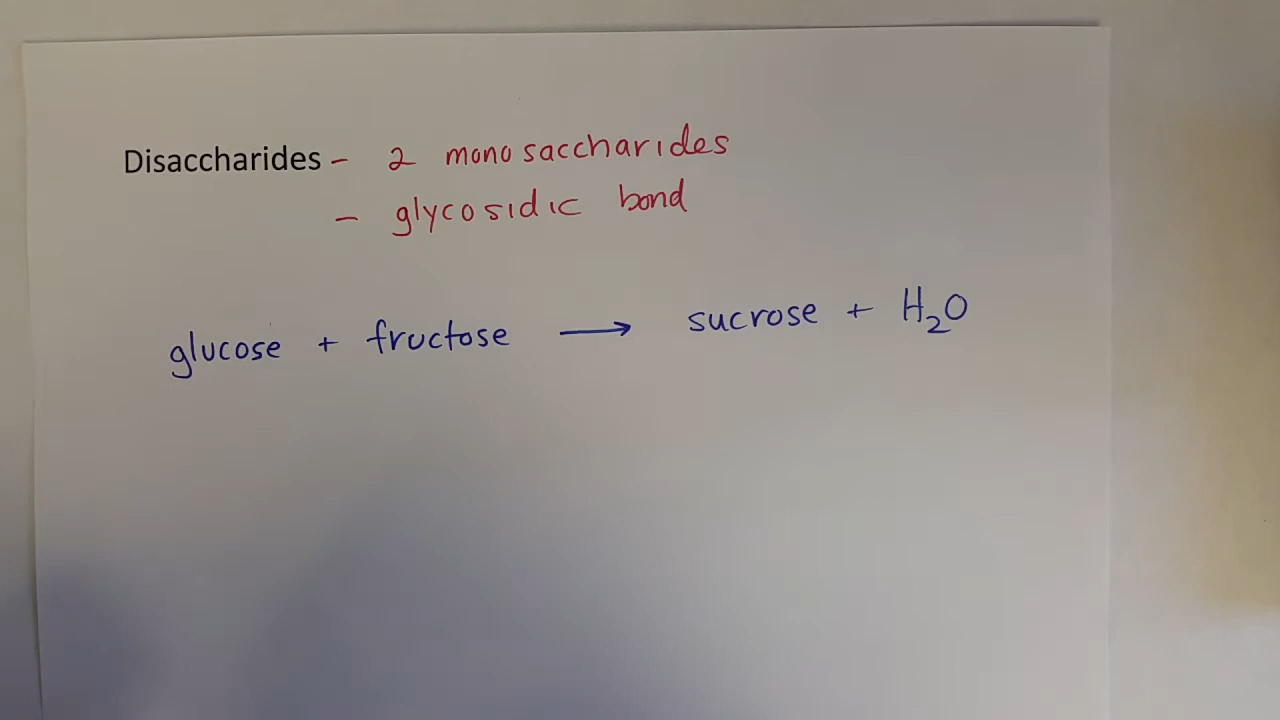 Disaccharides - 2 monosaccharides
- glycosidic bond
glucose + fructose → sucrose + H₂O